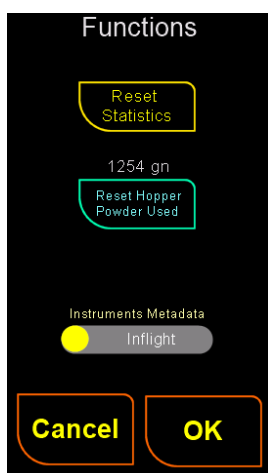 Functions
Reset
Statistics
1254 gn
Reset Hopper
Powder Used
Instruments Metadata
Inflight
Cancel
OK